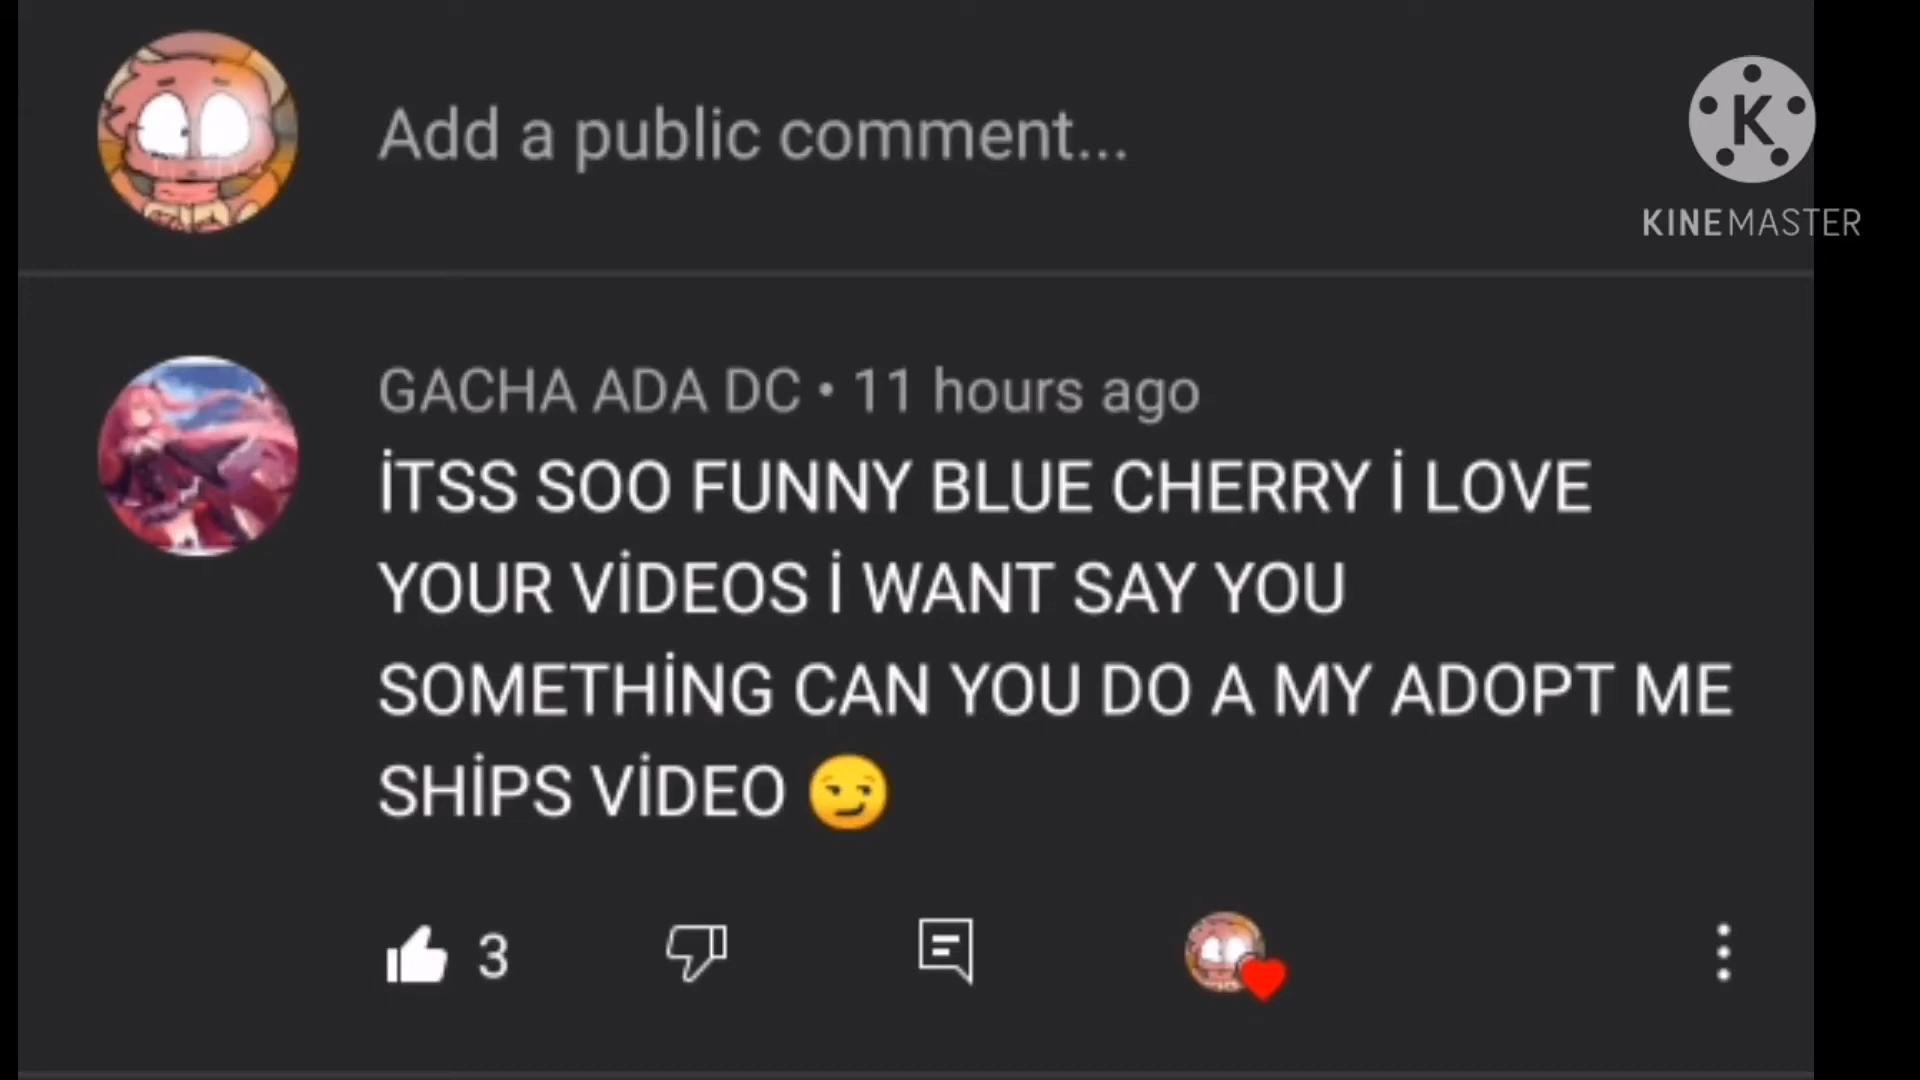 Add a public comment...
K
KINEMASTER
GACHA ADA DC • 11 hours ago
İTSS SOO FUNNY BLUE CHERRY İ LOVE
YOUR VİDEOS İ WANT SAY YOU
SOMETHİNG CAN YOU DO A MY ADOPT ME
SHİPS VİDEO 😏
3